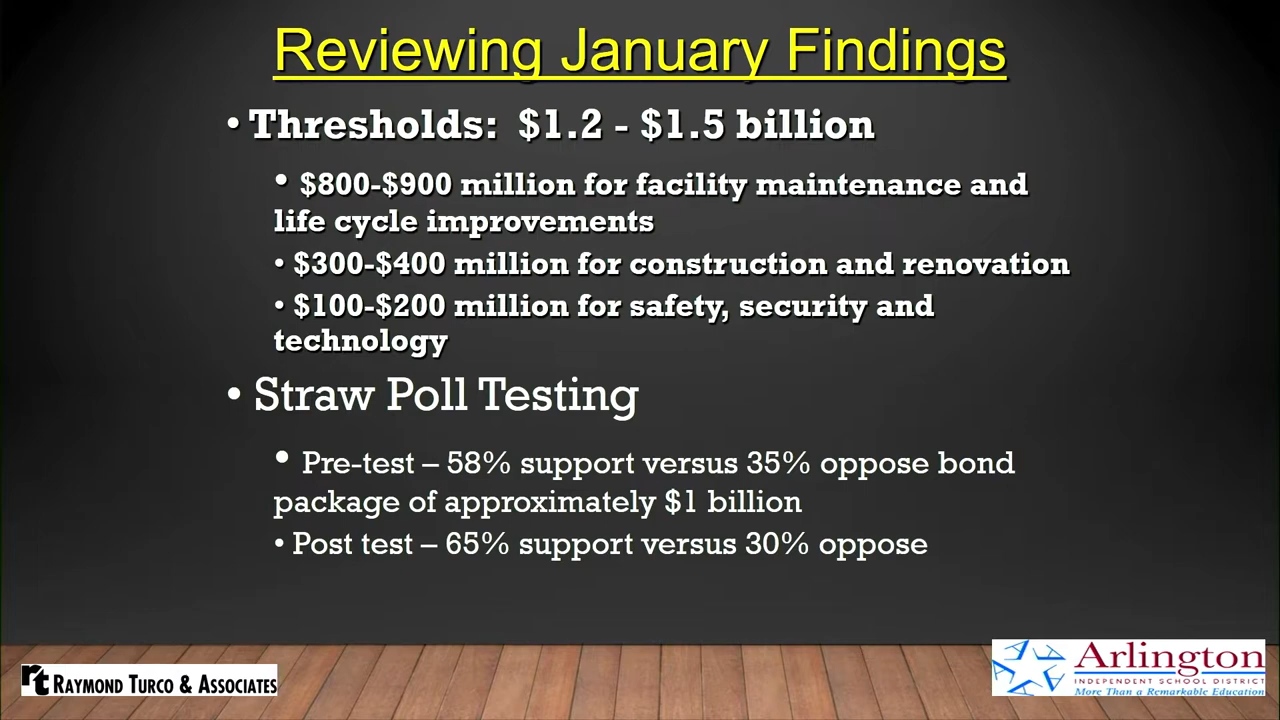 Reviewing January Findings
• Thresholds: $1.2 - $1.5 billion
• $800-$900 million for facility maintenance and
life cycle improvements
• $300-$400 million for construction and renovation
• $100-$200 million for safety, security and
technology
• Straw Poll Testing
• Pre-test – 58% support versus 35% oppose bond
package of approximately $1 billion
• Post test – 65% support versus 30% oppose
rt RAYMOND TURCO & ASSOCIATES
Arlington
INDEPENDENT SCHOOL DISTRICT
More Than a Remarkable Education